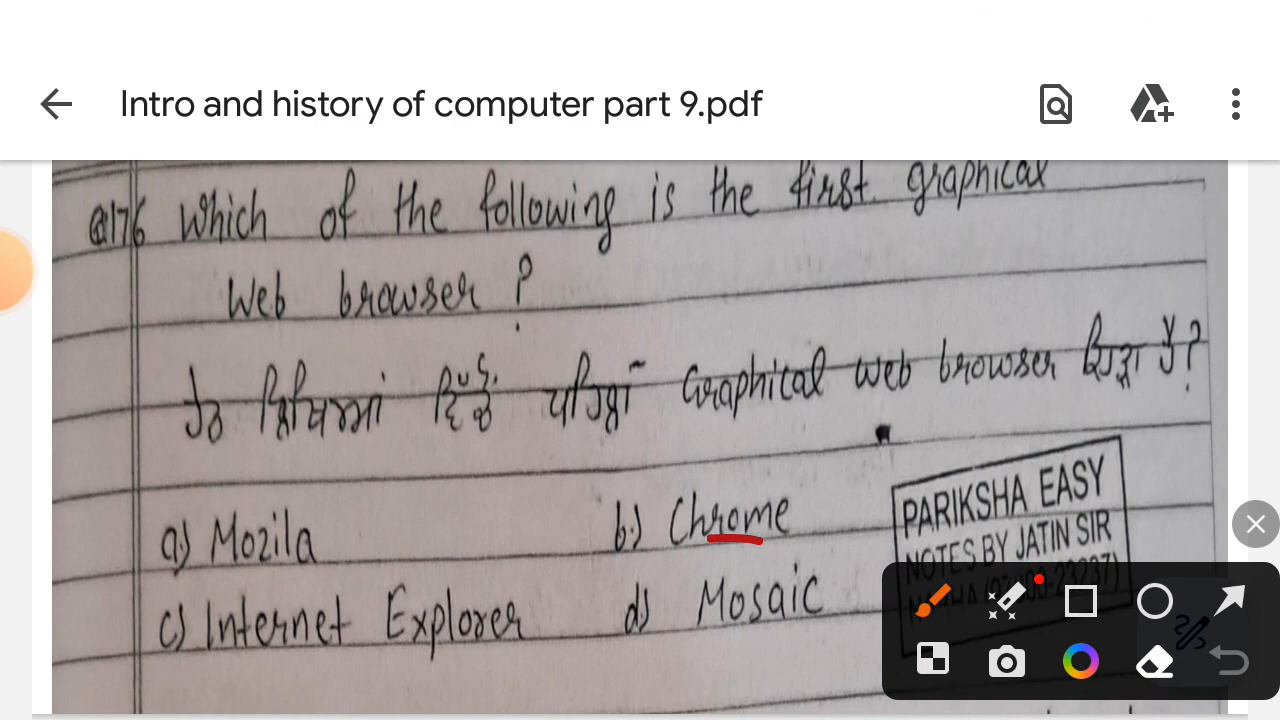 Intro and history of computer part 9.pdf
Q176 Which of the following is the first graphical
Web browser?
ਹੇਠ ਲਿਖਿਆਂ ਵਿੱਚੋਂ ਪਹਿਲਾਂ Graphical web browser ਕਿਹੜਾ ਹੈ?
a) Mozila
b) Chrome
c) Internet Explorer
d) Mosaic
PARIKSHA EASY
NOTES BY JATIN SIR